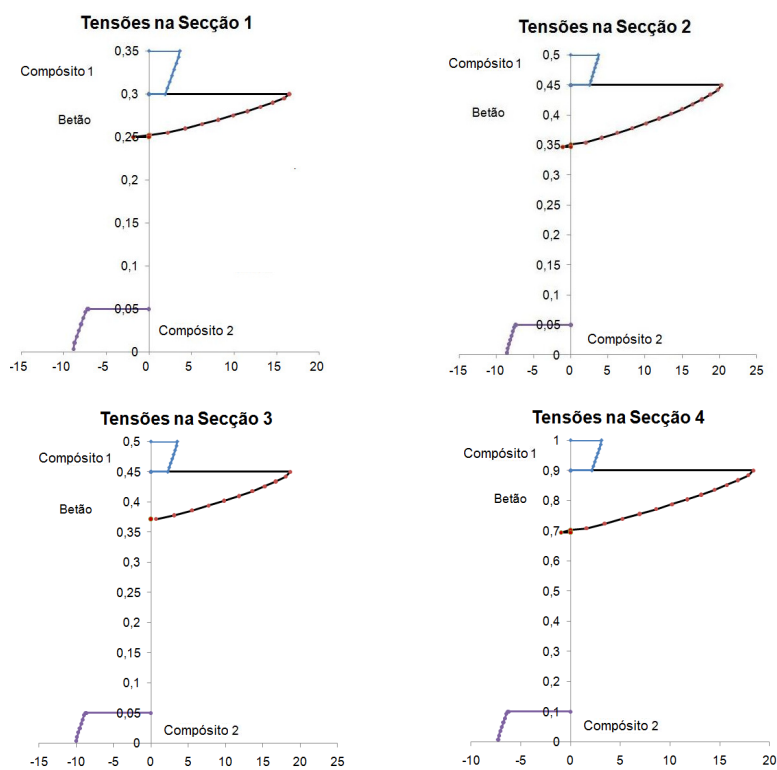 Tensões na Secção 1
0,35
Compósito 1
0,3
Betão
0,25
0,2
0,15
0,1
0,05
Compósito 2
0
-15 -10 -5 0 5 10 15 20
Tensões na Secção 2
0,5
Compósito 1
0,45
Betão
0,4
0,35
0,3
0,25
0,2
0,15
0,1
0,05
Compósito 2
0
-15 -10 -5 0 5 10 15 20 25
Tensões na Secção 3
0,5
Compósito 1
0,45
Betão
0,4
0,35
0,3
0,25
0,2
0,15
0,1
0,05
Compósito 2
0
-15 -10 -5 0 5 10 15 20 25
Tensões na Secção 4
1
Compósito 1
0,9
Betão
0,8
0,7
0,6
0,5
0,4
0,3
0,2
0,1
Compósito 2
0
-10 -5 0 5 10 15 20